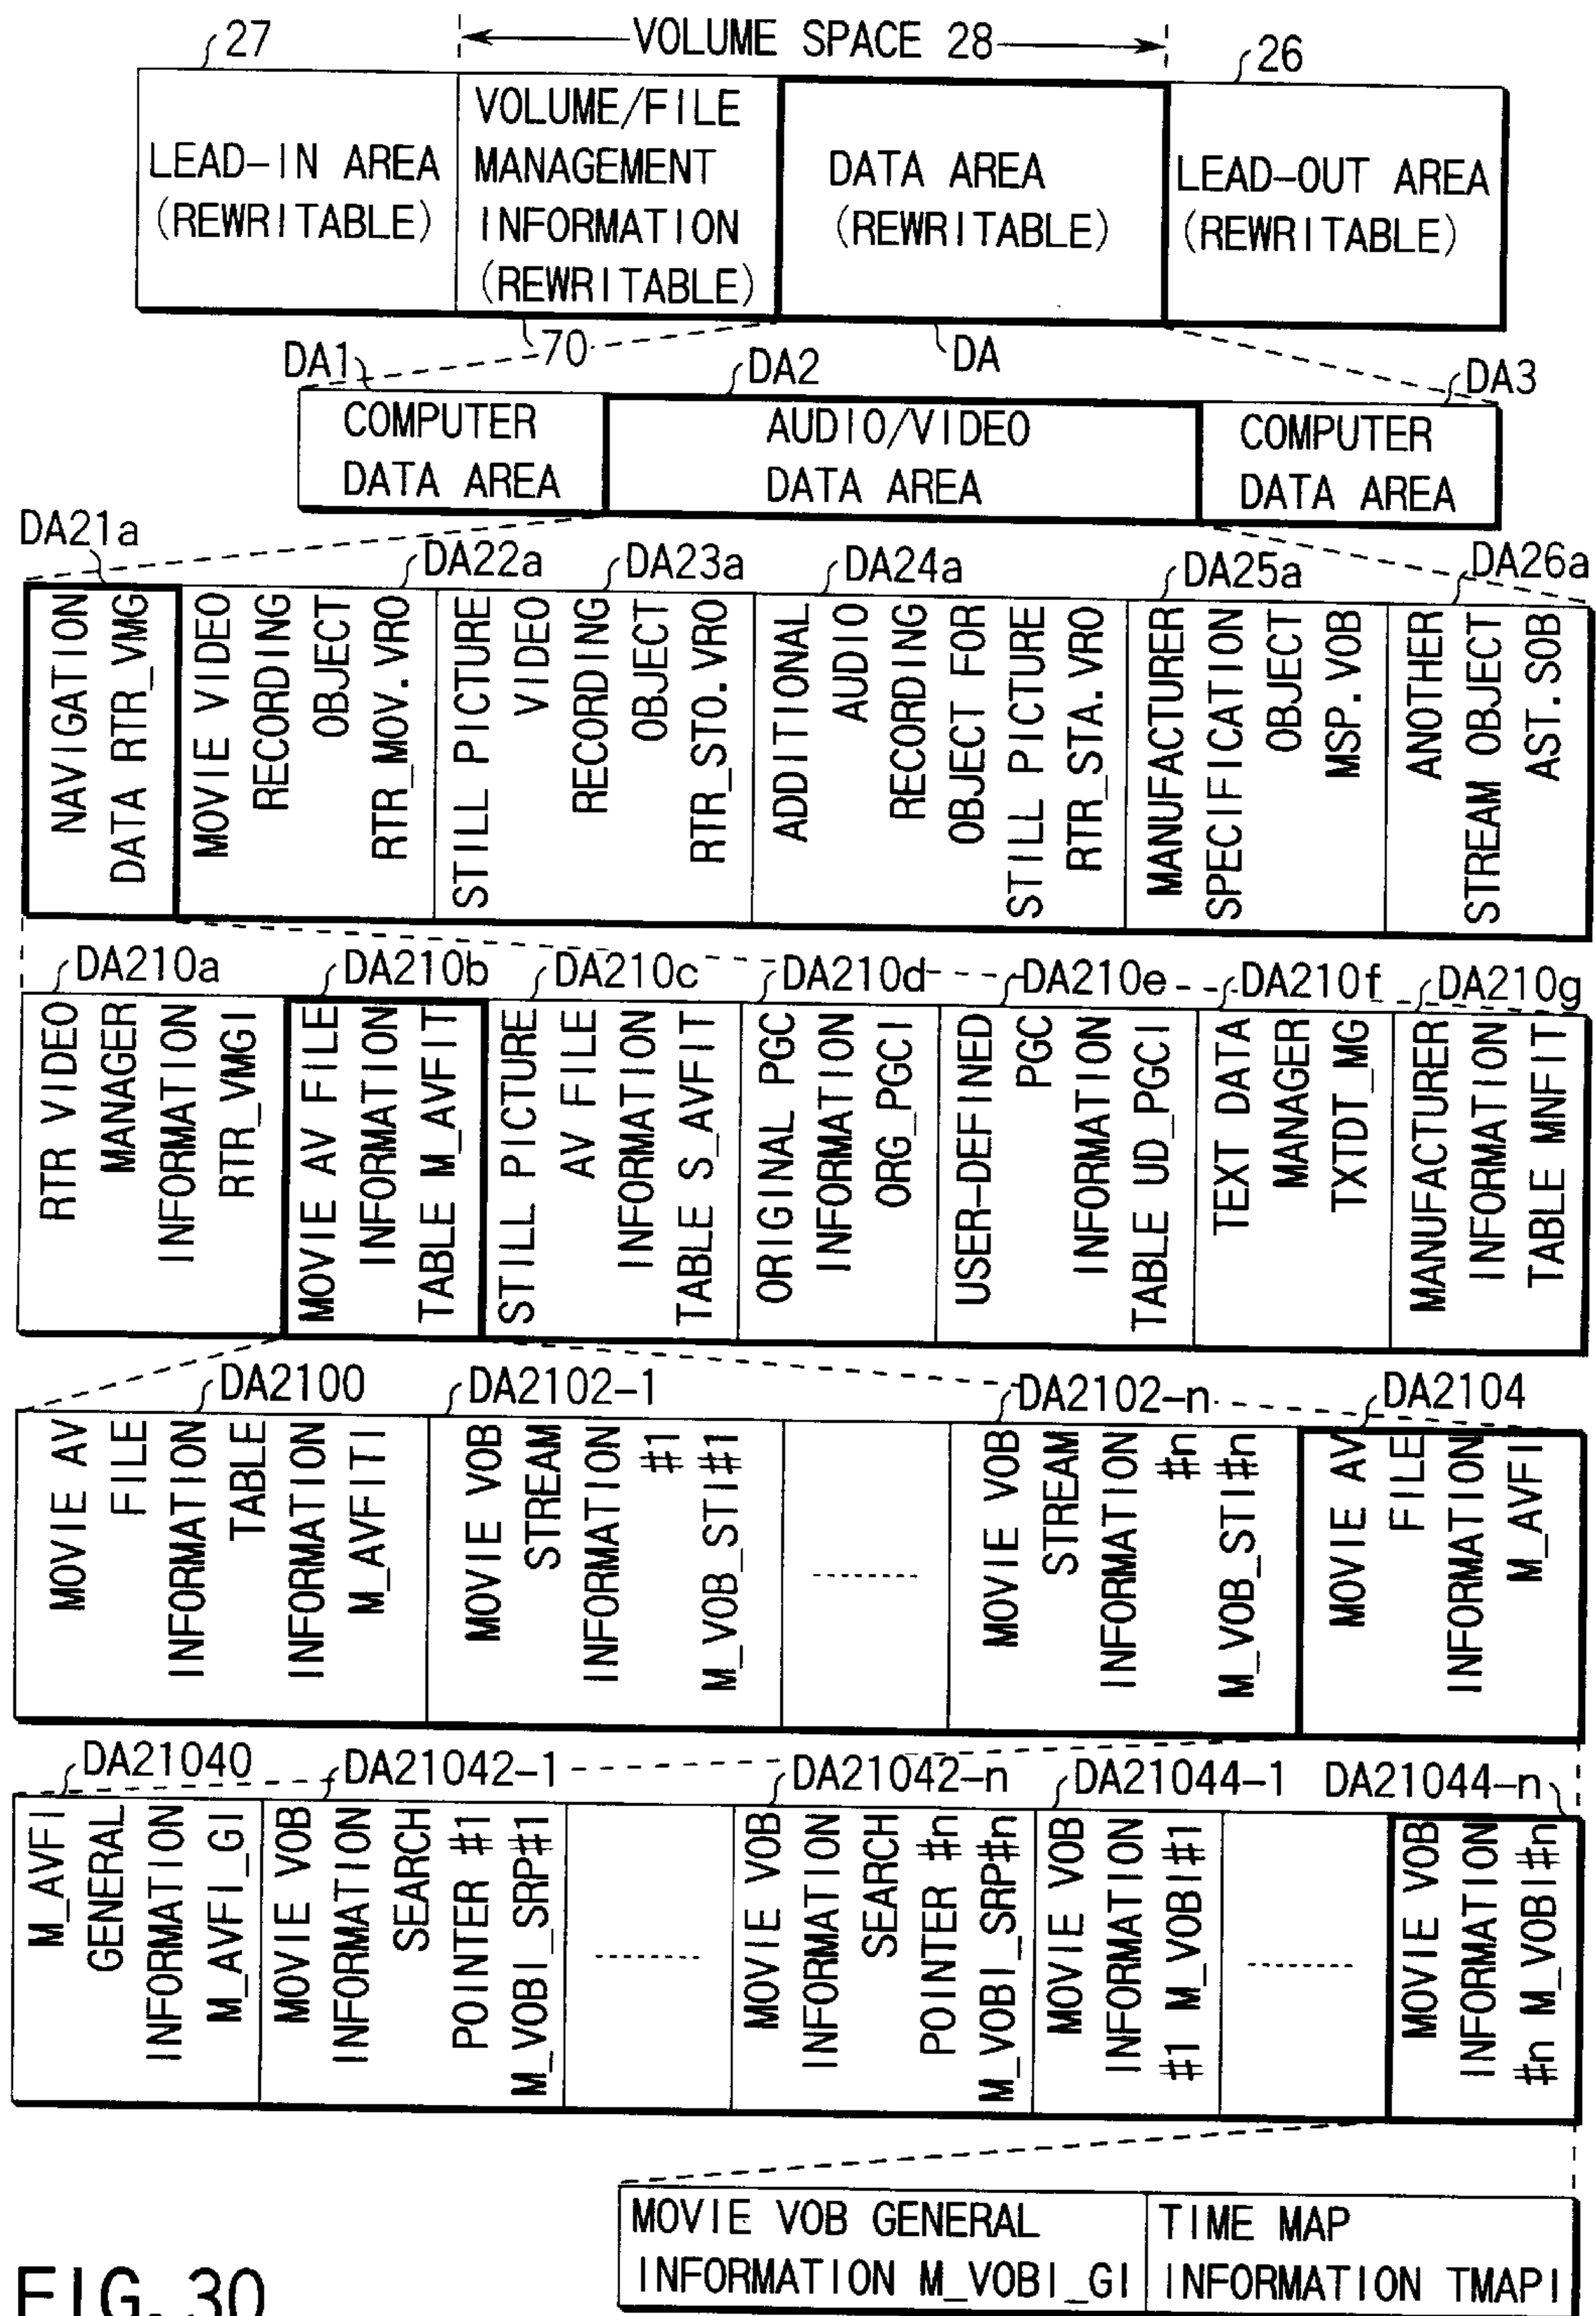 27
VOLUME SPACE 28
26
LEAD-IN AREA
(REWRITABLE)
VOLUME/FILE
MANAGEMENT
INFORMATION
(REWRITABLE)
DATA AREA
(REWRITABLE)
LEAD-OUT AREA
(REWRITABLE)
70
DA
DA1
DA2
DA3
COMPUTER
DATA AREA
AUDIO/VIDEO
DATA AREA
COMPUTER
DATA AREA
DA21a
DA22a
DA23a
DA24a
DA25a
DA26a
NAVIGATION
DATA RTR_VMG
MOVIE VIDEO
RECORDING
OBJECT
RTR_MOV.VRO
STILL PICTURE
VIDEO
RECORDING
OBJECT
RTR_STO.VRO
ADDITIONAL
AUDIO
RECORDING
OBJECT FOR
STILL PICTURE
RTR_STA.VRO
MANUFACTURER
SPECIFICATION
OBJECT
MSP.VOB
ANOTHER
STREAM OBJECT
AST.SOB
DA210a
DA210b
DA210c
DA210d
DA210e
DA210f
DA210g
RTR VIDEO
MANAGER
INFORMATION
RTR_VMGI
MOVIE AV FILE
INFORMATION
TABLE M_AVFIT
STILL PICTURE
AV FILE
INFORMATION
TABLE S_AVFIT
ORIGINAL PGC
INFORMATION
ORG_PGCI
USER-DEFINED
PGC
INFORMATION
TABLE UD_PGCI
TEXT DATA
MANAGER
TXTDT_MG
MANUFACTURER
INFORMATION
TABLE MNFIT
DA2100
DA2102-1
DA2102-n
DA2104
MOVIE AV
FILE
INFORMATION
TABLE
INFORMATION
M_AVFITI
MOVIE VOB
STREAM
INFORMATION
#1
M_VOB_STI#1
MOVIE VOB
STREAM
INFORMATION
#n
M_VOB_STI#n
MOVIE AV
FILE
INFORMATION
M_AVFI
DA21040
DA21042-1
DA21042-n
DA21044-1
DA21044-n
M_AVFI
GENERAL
INFORMATION
M_AVFI_GI
MOVIE VOB
INFORMATION
SEARCH
POINTER #1
M_VOBI_SRP#1
MOVIE VOB
INFORMATION
SEARCH
POINTER #n
M_VOBI_SRP#n
MOVIE VOB
INFORMATION
#1 M_VOBI#1
MOVIE VOB
INFORMATION
#n M_VOBI#n
MOVIE VOB GENERAL
INFORMATION M_VOBI_GI
TIME MAP
INFORMATION TMAPI
FIG. 30